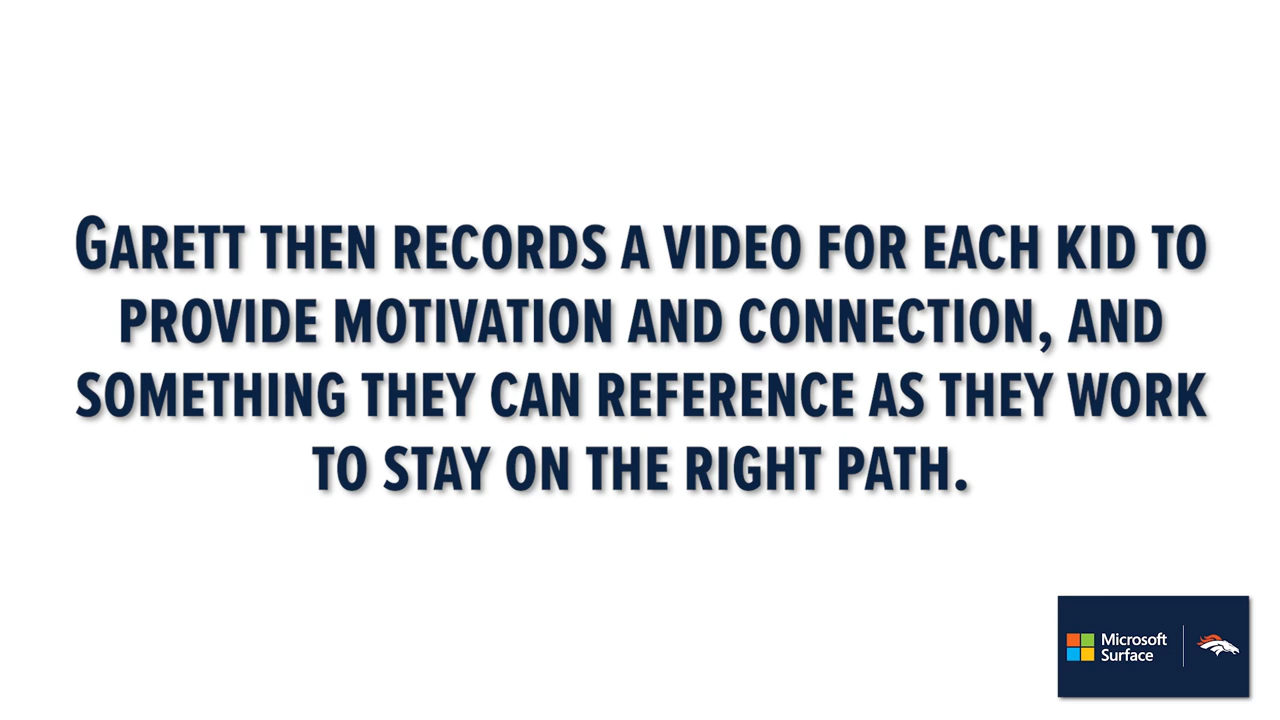 Garett then records a video for each kid to
provide motivation and connection, and
something they can reference as they work
to stay on the right path.
Microsoft
Surface